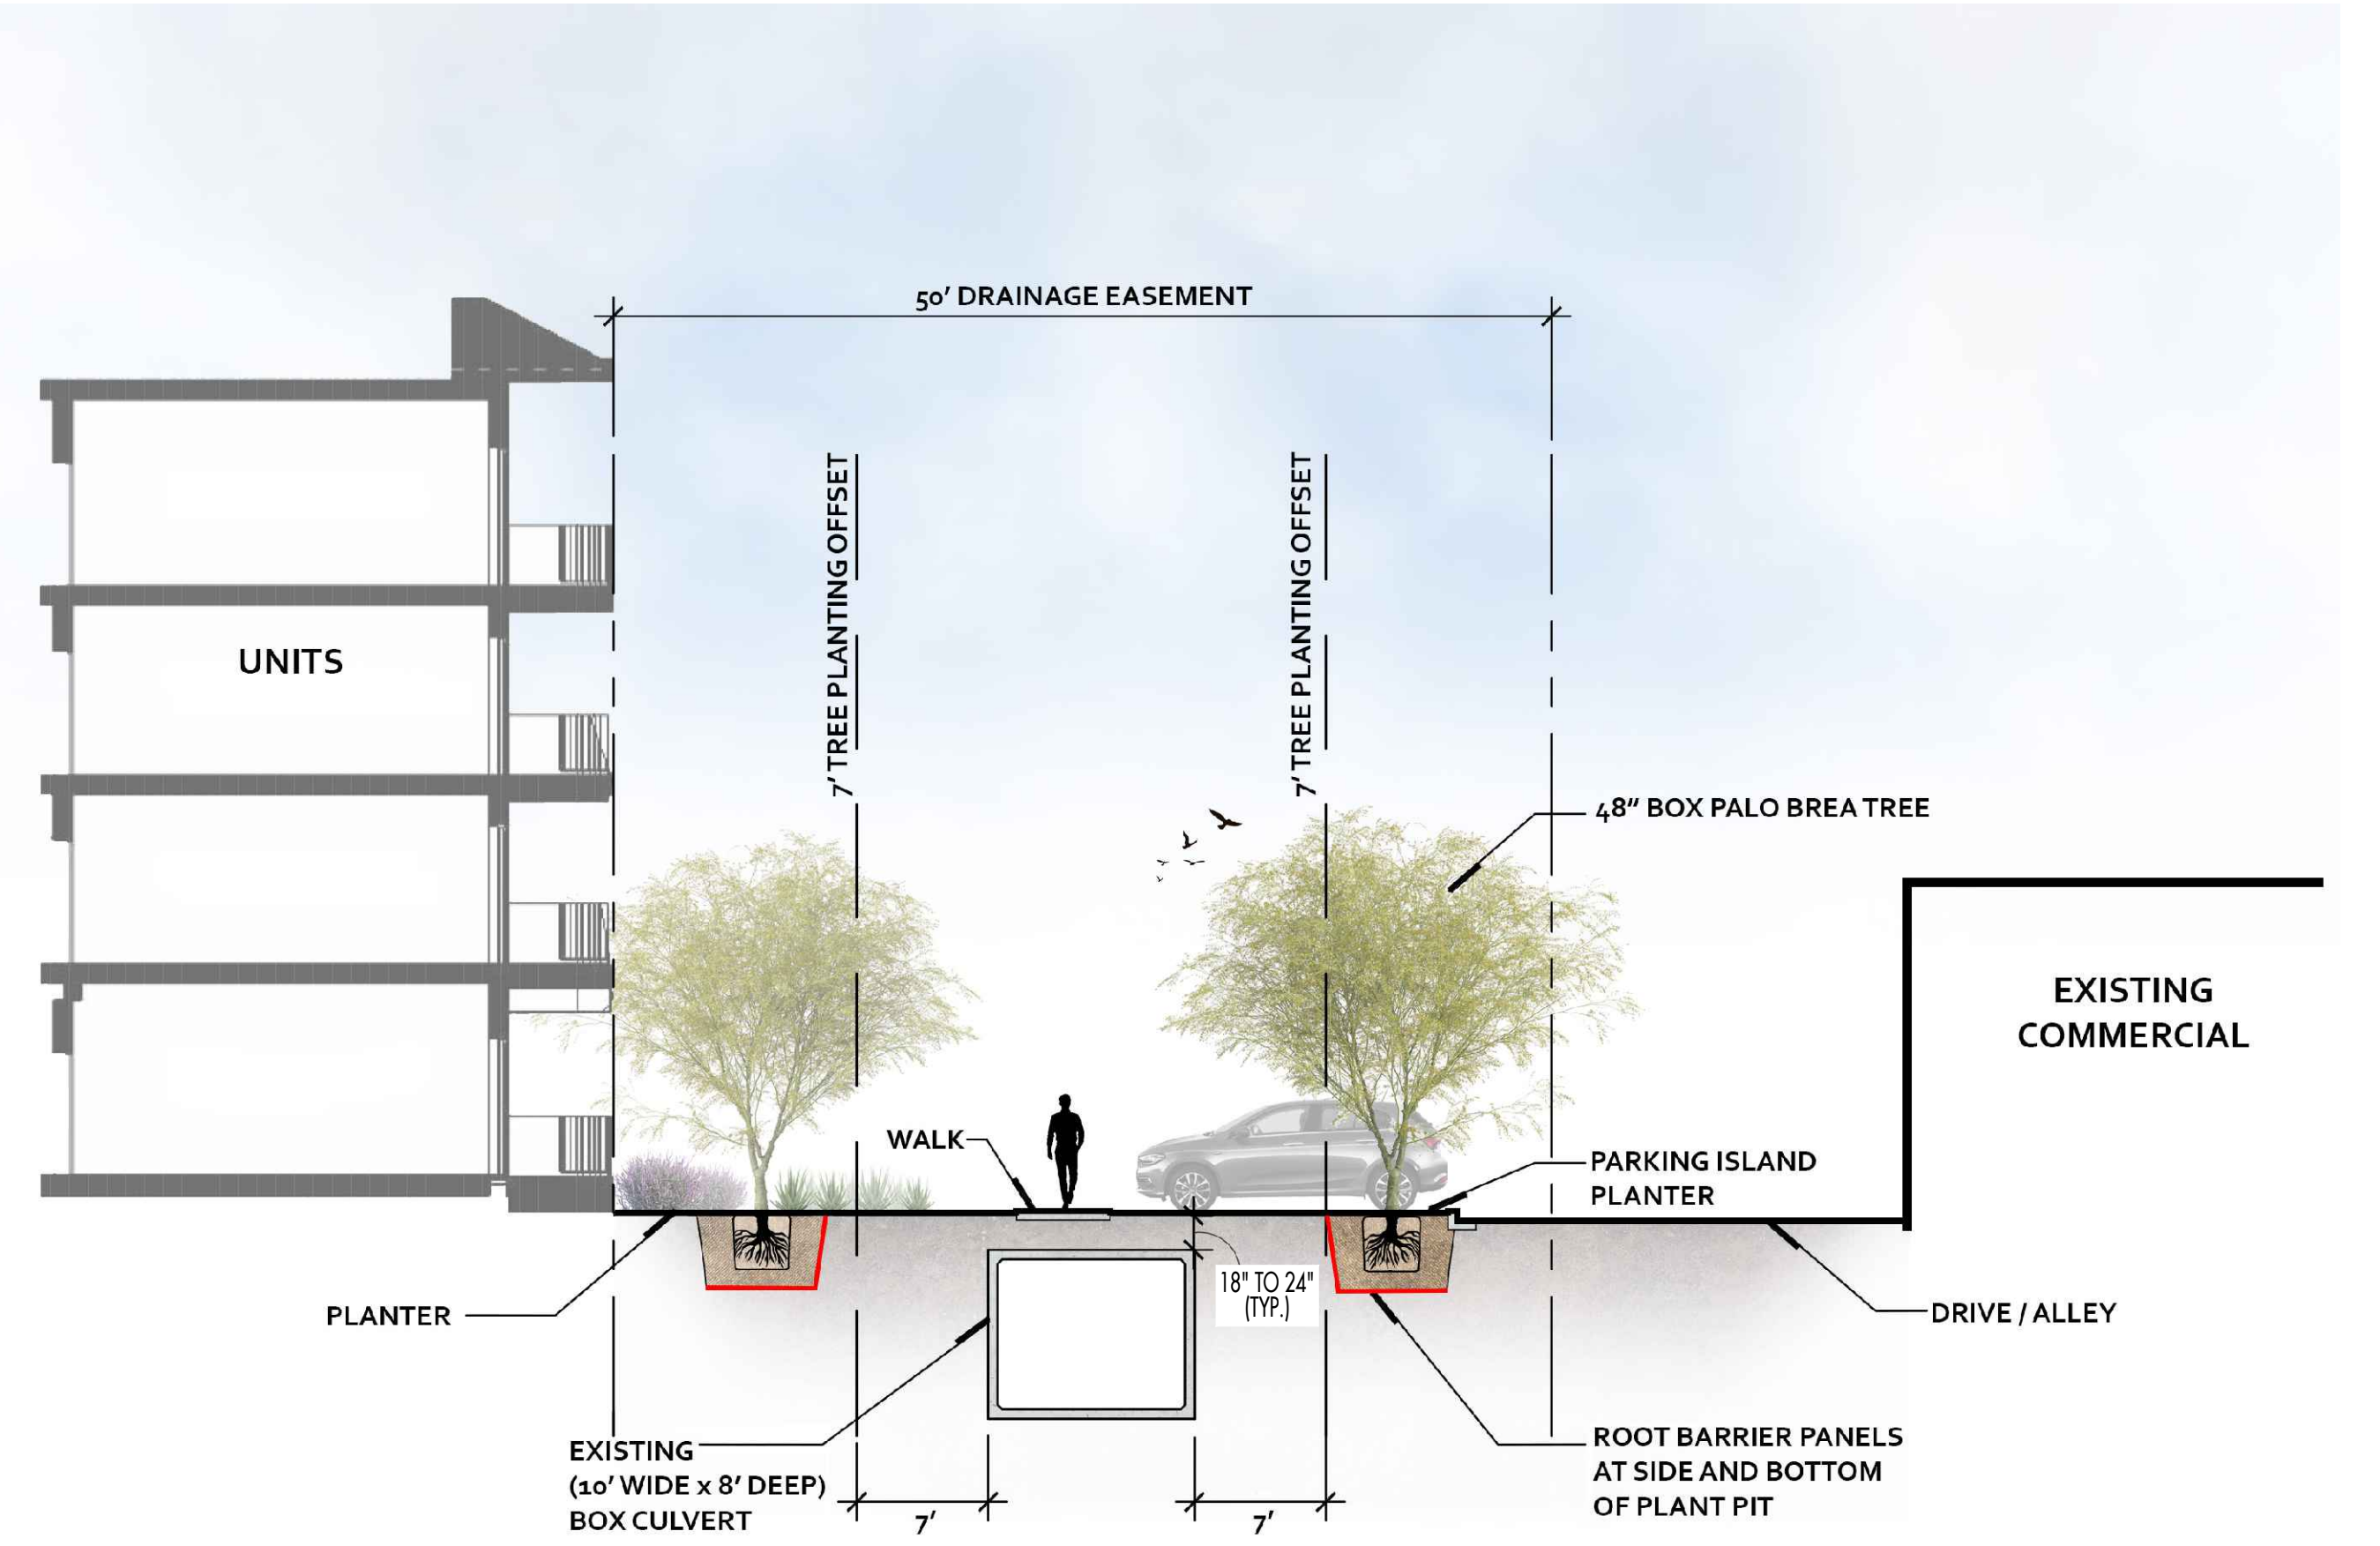 50' DRAINAGE EASEMENT
7' TREE PLANTING OFFSET
7' TREE PLANTING OFFSET
UNITS
48" BOX PALO BREA TREE
EXISTING
COMMERCIAL
WALK
PARKING ISLAND
PLANTER
18" TO 24"
(TYP.)
PLANTER
DRIVE / ALLEY
EXISTING
(10' WIDE x 8' DEEP)
BOX CULVERT
ROOT BARRIER PANELS
AT SIDE AND BOTTOM
OF PLANT PIT
7'
7'